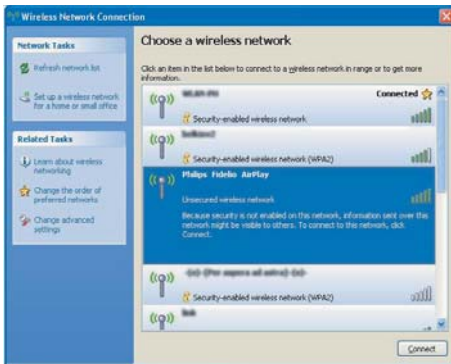 Wireless Network Connection
Network Tasks
Refresh network list
Set up a wireless network
for a home or small office
Related Tasks
Learn about wireless
networking
Change the order of
preferred networks
Change advanced
settings
Choose a wireless network
Click an item in the list below to connect to a wireless network in range or to get more
information.
Connected
Security-enabled wireless network
Security-enabled wireless network (WPA2)
Philips Fidelio AirPlay
Unsecured wireless network
Because security is not enabled on this network, information sent over this
network might be visible to others. To connect to this network, click
Connect.
Security-enabled wireless network (WPA2)
Connect